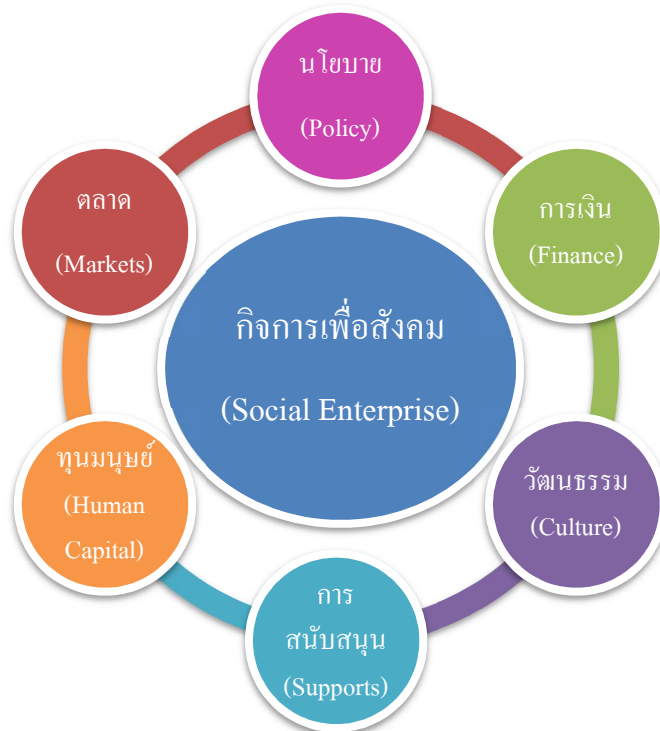 นโยบาย
(Policy)
ตลาด
(Markets)
การเงิน
(Finance)
กิจการเพื่อสังคม
(Social Enterprise)
ทุนมนุษย์
(Human
Capital)
วัฒนธรรม
(Culture)
การ
สนับสนุน
(Supports)